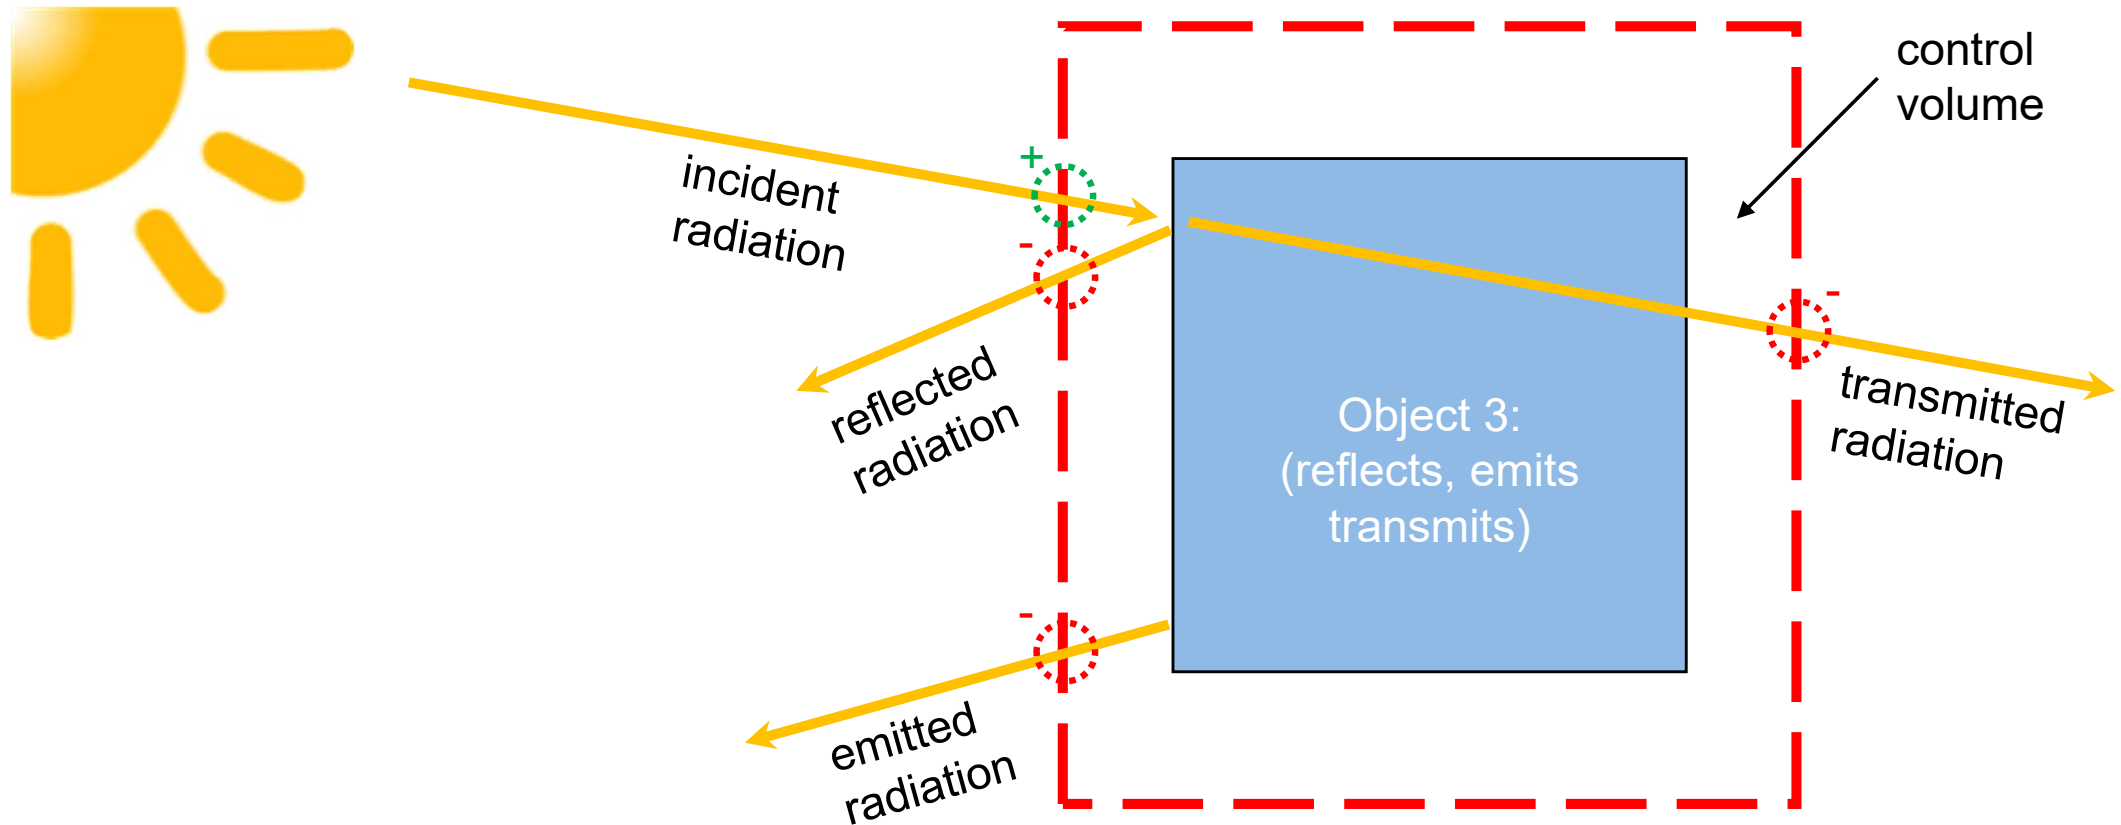 control
volume
+
incident
radiation
-
-
reflected
radiation
transmitted
radiation
Object 3:
(reflects, emits
transmits)
-
emitted
radiation